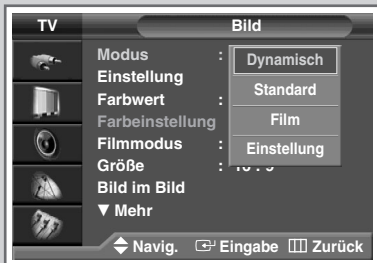 TV Bild
Modus : Dynamisch
Einstellung Standard
Farbwert :
Farbeinstellung Film
Filmmodus : Einstellung
Größe : 16 : 9
Bild im Bild
▼ Mehr
Navig. Eingabe Zurück